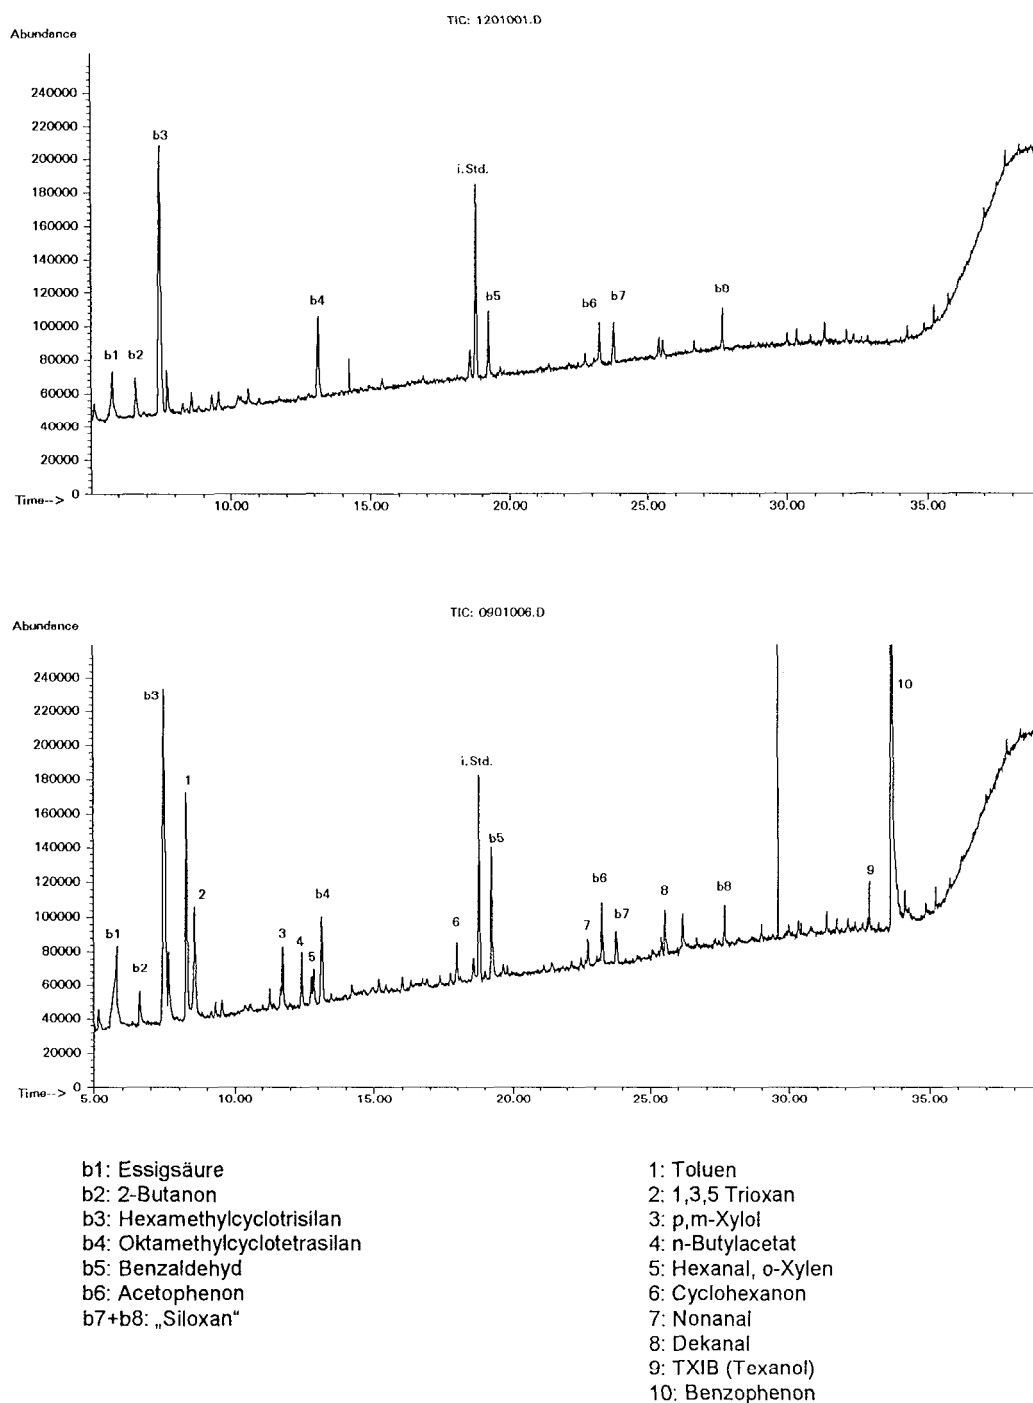 TIC: 1201001.D
Abundance
240000
220000
200000
180000
160000
140000
120000
100000
80000
60000
40000
20000
0
Time-->
10.00
15.00
20.00
25.00
30.00
35.00
b1
b2
b3
b4
i.Std.
b5
b6
b7
b8
TIC: 0901006.D
Abundance
240000
220000
200000
180000
160000
140000
120000
100000
80000
60000
40000
20000
0
Time-->
5.00
10.00
15.00
20.00
25.00
30.00
35.00
b1
b2
b3
1
2
3
4
5
b4
6
i.Std.
b5
7
b6
b7
8
b8
9
10
b1: Essigsäure
b2: 2-Butanon
b3: Hexamethylcyclotrisilan
b4: Oktamethylcyclotetrasilan
b5: Benzaldehyd
b6: Acetophenon
b7+b8: „Siloxan“
1: Toluen
2: 1,3,5 Trioxan
3: p,m-Xylol
4: n-Butylacetat
5: Hexanal, o-Xylen
6: Cyclohexanon
7: Nonanal
8: Dekanal
9: TXIB (Texanol)
10: Benzophenon